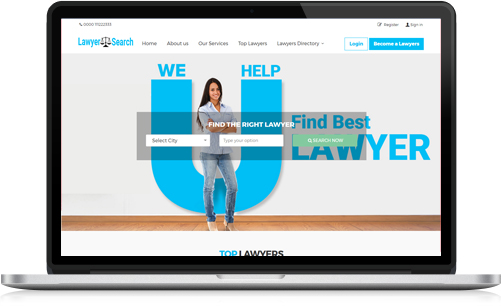 0000 11222333 Register Sign In
Lawyer Search Home About us Our Services Top Lawyers Lawyers Directory Login Become a Lawyers
WE HELP
U
Find Best
LAWYER
FIND THE RIGHT LAWYER
Select City Type your option SEARCH NOW
TOP LAWYERS